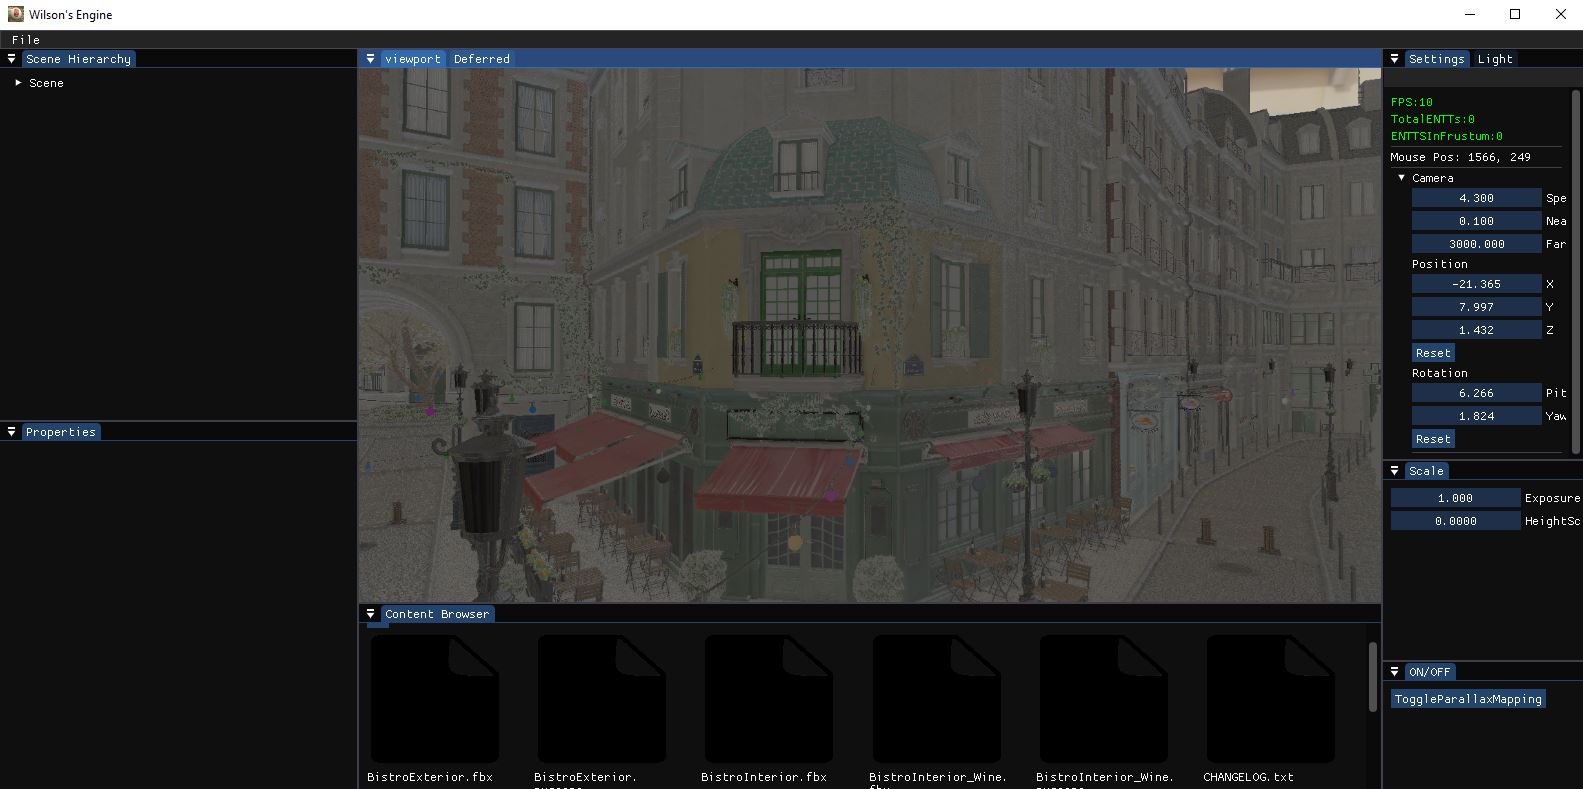 Wilson's Engine
File
Scene Hierarchy
Scene
Properties
viewport Deferred
Content Browser
BistroExterior.fbx
BistroExterior.
BistroInterior.fbx
BistroInterior_Wine.
fbx
BistroInterior_Wine.
CHANGELOG.txt
Settings Light
FPS:10
TotalENTTs:0
ENTTSInFrustum:0
Mouse Pos: 1566, 249
Camera
4.300 Spe
0.100 Nea
3000.000 Far
Position
-21.365 X
7.997 Y
1.432 Z
Reset
Rotation
6.266 Pit
1.824 Yaw
Reset
Scale
1.000 Exposure
0.0000 HeightSc
ON/OFF
ToggleParallaxMapping